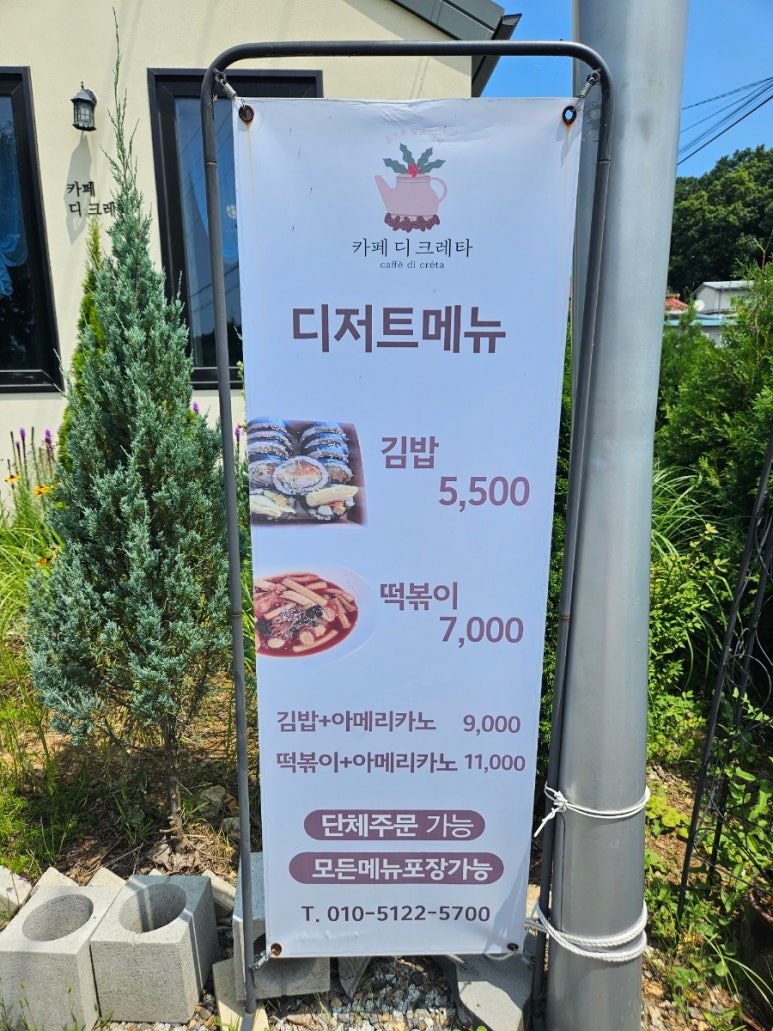 카페
디 크레
카페 디 크레타
caffè di créta
디저트메뉴
김밥
5,500
떡볶이
7,000
김밥+아메리카노 9,000
떡볶이+아메리카노 11,000
단체주문 가능
모든메뉴포장가능
T. 010-5122-5700